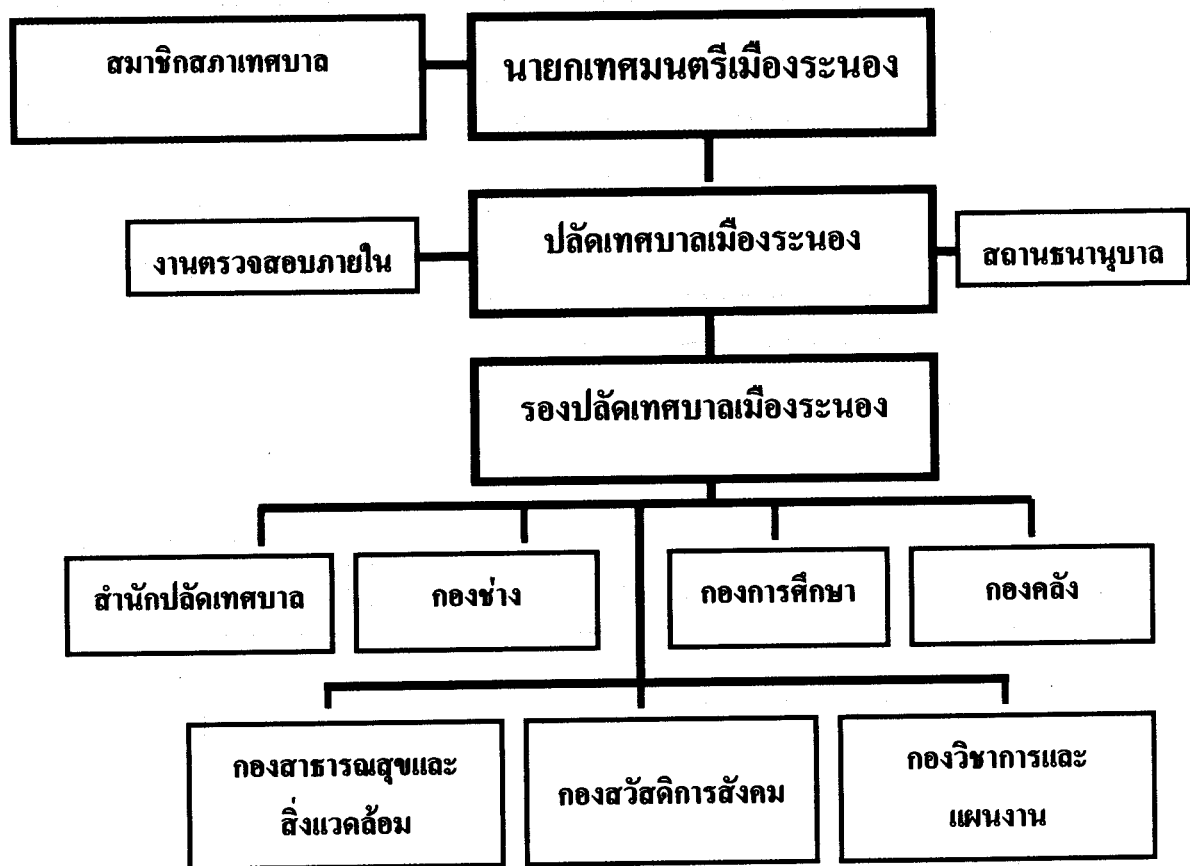 สมาชิกสภาเทศบาล
นายกเทศมนตรีเมืองระนอง
งานตรวจสอบภายใน
ปลัดเทศบาลเมืองระนอง
สถานธนานุบาล
รองปลัดเทศบาลเมืองระนอง
สำนักปลัดเทศบาล
กองช่าง
กองการศึกษา
กองคลัง
กองสาธารณสุขและ
สิ่งแวดล้อม
กองสวัสดิการสังคม
กองวิชาการและ
แผนงาน